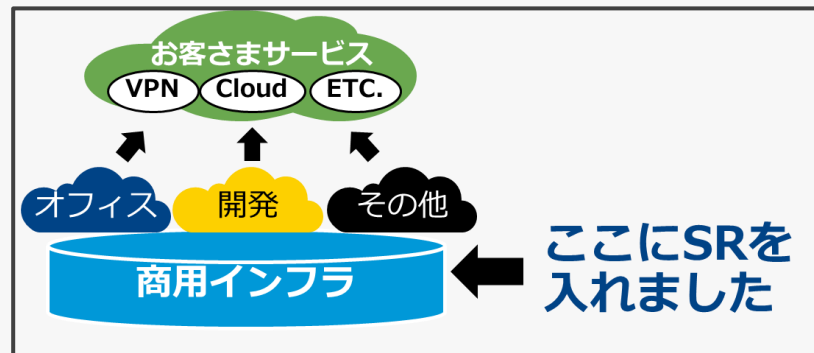 お客さまサービス
VPN Cloud ETC.
オフィス 開発 その他
商用インフラ
ここにSRを
入れました